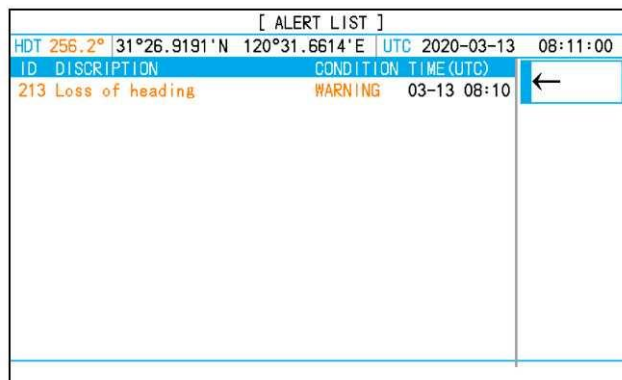 [ ALERT LIST ]
HDT 256.2° 31°26.9191'N 120°31.6614'E UTC 2020-03-13 08:11:00
ID DISCRIPTION CONDITION TIME(UTC)
←
213 Loss of heading WARNING 03-13 08:10